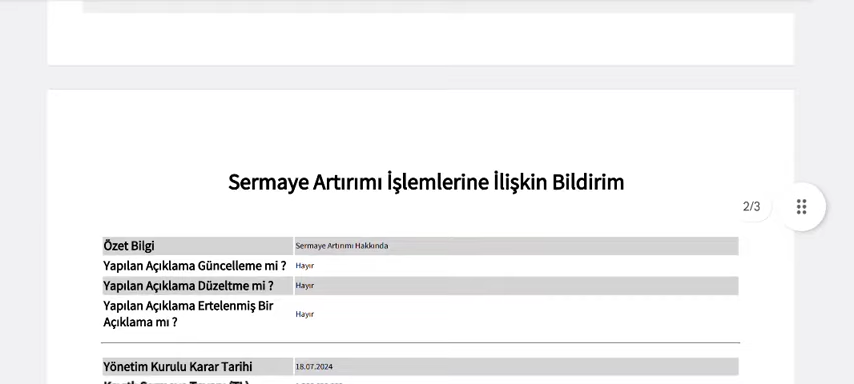 Sermaye Artırımı İşlemlerine İlişkin Bildirim
2/3
Özet Bilgi Sermaye Artırımı Hakkında
Yapılan Açıklama Güncelleme mi ? Hayır
Yapılan Açıklama Düzeltme mi ? Hayır
Yapılan Açıklama Ertelenmiş Bir
Açıklama mı ? Hayır
Yönetim Kurulu Karar Tarihi 18.07.2024